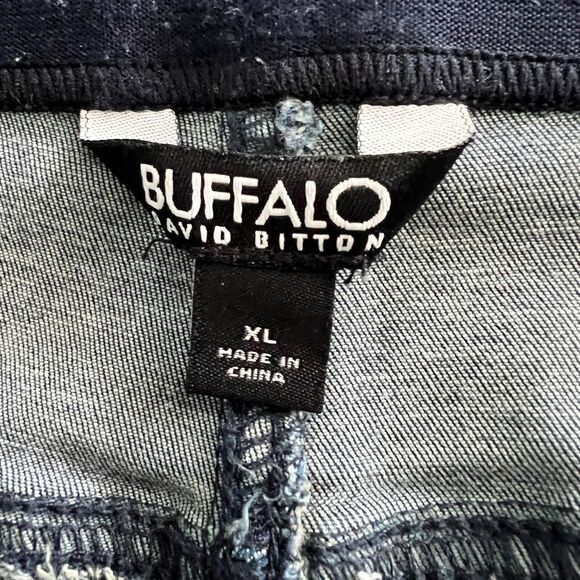 BUFFALO
DAVID BITTON
XL
MADE IN
CHINA